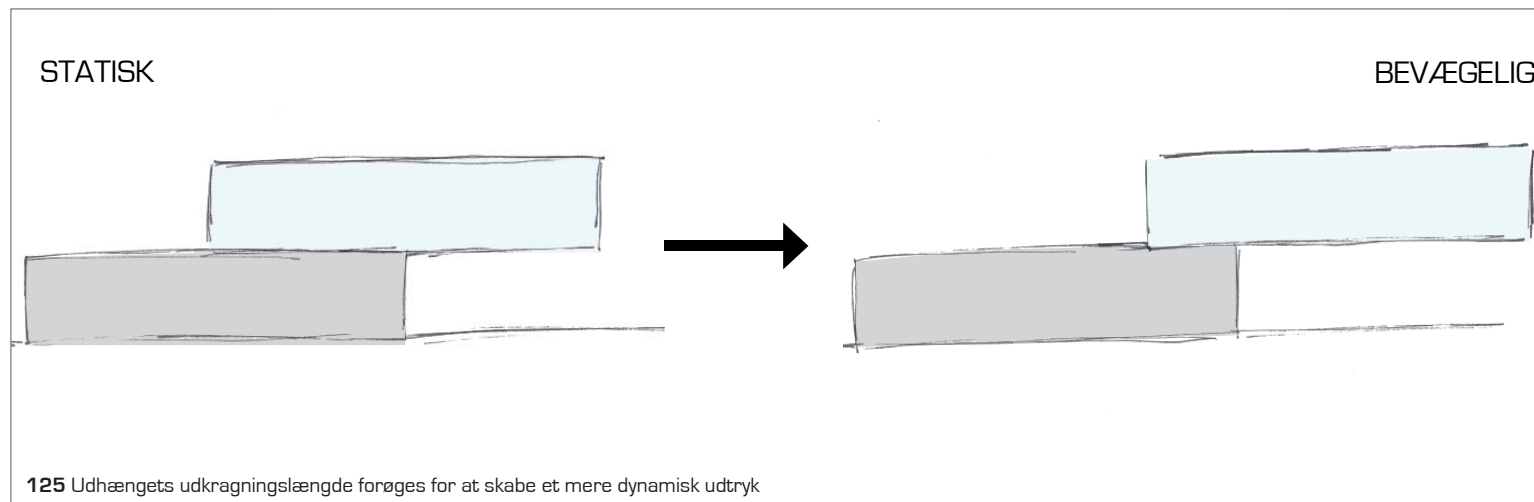 STATISK
BEVÆGELIG
125 Udhængets udkragningslængde forøges for at skabe et mere dynamisk udtryk